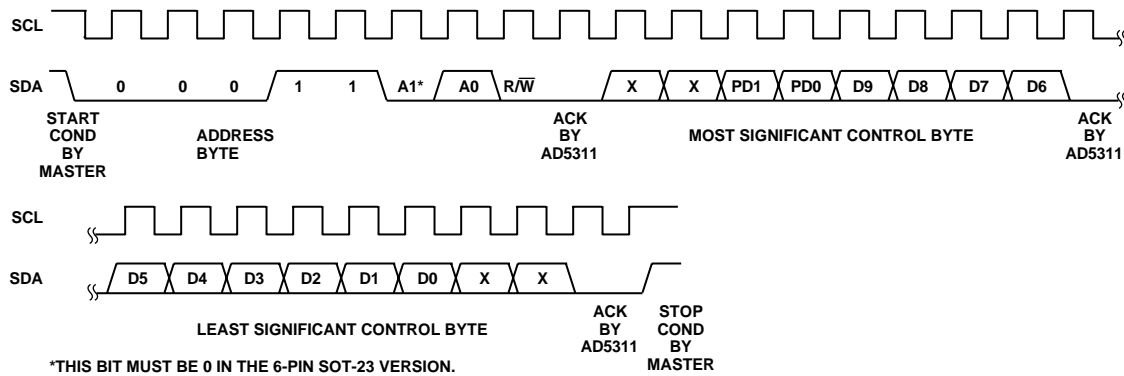 SCL
SDA 0 0 0 1 1 A1* A0 R/W̅ X X PD1 PD0 D9 D8 D7 D6
START COND BY MASTER
ADDRESS BYTE
ACK BY AD5311
MOST SIGNIFICANT CONTROL BYTE
ACK BY AD5311
SCL
SDA D5 D4 D3 D2 D1 D0 X X
LEAST SIGNIFICANT CONTROL BYTE
ACK BY AD5311
STOP COND BY MASTER
*THIS BIT MUST BE 0 IN THE 6-PIN SOT-23 VERSION.